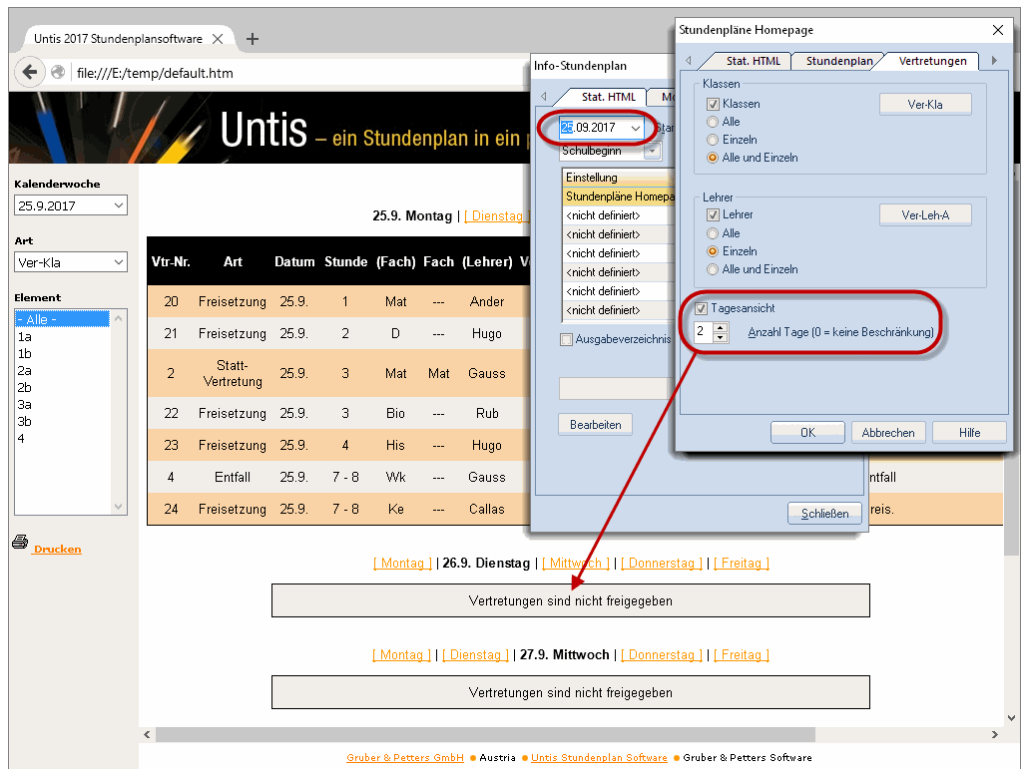 Untis 2017 Stundenplansoftware
file:///E:/temp/default.htm
Untis – ein Stundenplan in ein
Kalenderwoche
25.9.2017
Art
Ver-Kla
Element
- Alle -
1a
1b
2a
2b
3a
3b
4
Drucken
25.9. Montag | [ Dienstag
Vtr-Nr. Art Datum Stunde (Fach) Fach (Lehrer)
20 Freisetzung 25.9. 1 Mat --- Ander
21 Freisetzung 25.9. 2 D Hugo
2 Statt-Vertretung 25.9. 3 Mat Mat Gauss
22 Freisetzung 25.9. 3 Bio --- Rub
23 Freisetzung 25.9. 4 His --- Hugo
4 Entfall 25.9. 7 - 8 Wk --- Gauss
24 Freisetzung 25.9. 7 - 8 Ke --- Callas
[ Montag ] | 26.9. Dienstag | [ Mittwoch ] | [ Donnerstag ] | [ Freitag ]
Vertretungen sind nicht freigegeben
[ Montag ] | [ Dienstag ] | 27.9. Mittwoch | [ Donnerstag ] | [ Freitag ]
Vertretungen sind nicht freigegeben
Gruber & Petters GmbH ● Austria ● Untis Stundenplan Software ● Gruber & Petters Software
Info-Stundenplan
Stat. HTML
25.09.2017
Schulbeginn
Einstellung
Stundenpläne Homepa
<nicht definiert>
<nicht definiert>
<nicht definiert>
<nicht definiert>
<nicht definiert>
<nicht definiert>
Ausgabeverzeichnis
Bearbeiten
Schließen
Stundenpläne Homepage
Stat. HTML Stundenplan Vertretungen
Klassen
Klassen Ver-Kla
Alle
Einzeln
Alle und Einzeln
Lehrer
Lehrer Ver-Leh-A
Alle
Einzeln
Alle und Einzeln
Tagesansicht
2 Anzahl Tage (0 = keine Beschränkung)
OK Abbrechen Hilfe
ntfall
reis.